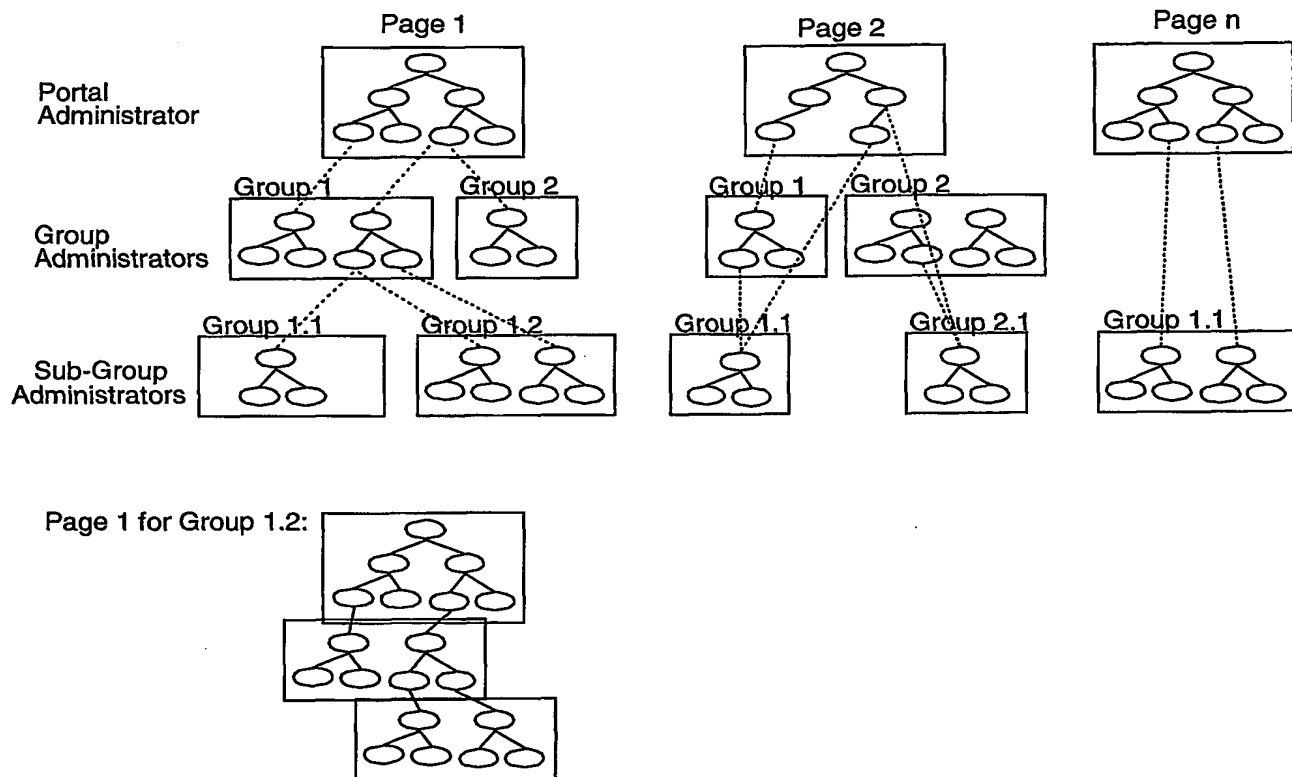 Page 1
Page 2
Page n
Portal
Administrator
Group 1
Group 2
Group 1
Group 2
Group
Administrators
Group 1.1
Group 1.2
Group 1.1
Group 2.1
Group 1.1
Sub-Group
Administrators
Page 1 for Group 1.2: